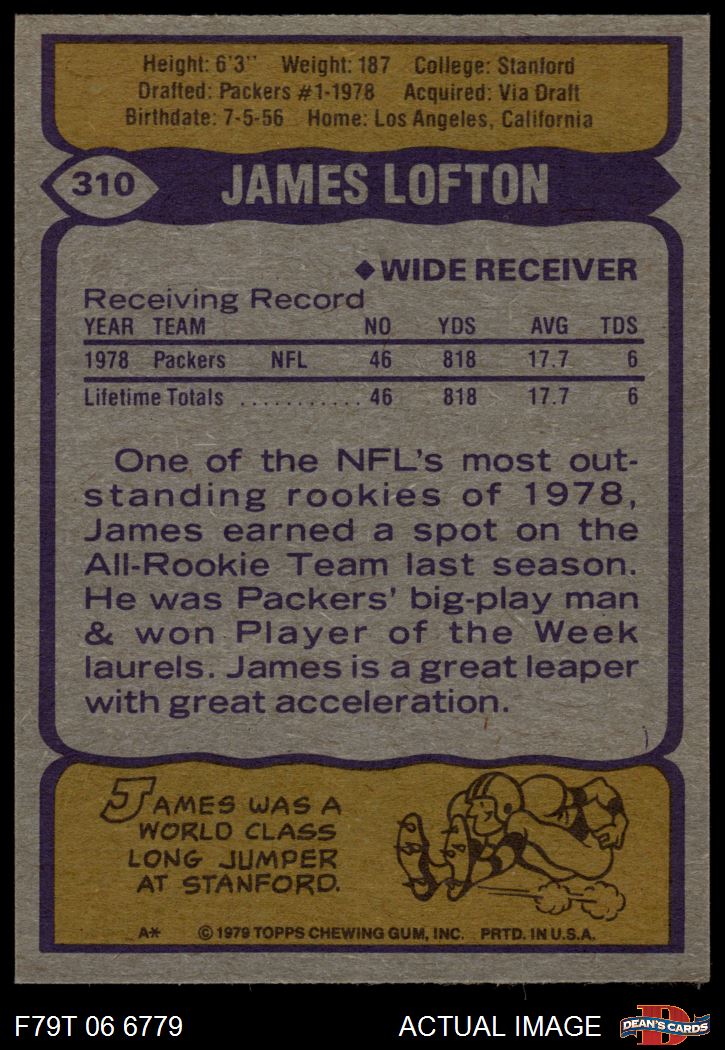 Height: 6'3" Weight: 187 College: Stanford
Drafted: Packers #1-1978 Acquired: Via Draft
Birthdate: 7-5-56 Home: Los Angeles, California
310 JAMES LOFTON
◆WIDE RECEIVER
Receiving Record
YEAR TEAM NO YDS AVG TDS
1978 Packers NFL 46 818 17.7 6
Lifetime Totals ........... 46 818 17.7 6
One of the NFL's most out-
standing rookies of 1978,
James earned a spot on the
All-Rookie Team last season.
He was Packers' big-play man
& won Player of the Week
laurels. James is a great leaper
with great acceleration.
JAMES WAS A
WORLD CLASS
LONG JUMPER
AT STANFORD.
A* © 1979 TOPPS CHEWING GUM, INC. PRTD. IN U.S.A.
F79T 06 6779 ACTUAL IMAGE D DEAN'S CARDS